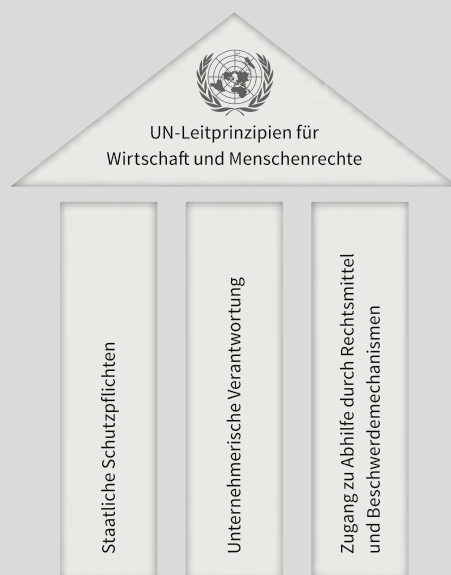 UN-Leitprinzipien für
Wirtschaft und Menschenrechte
Staatliche Schutzpflichten
Unternehmerische Verantwortung
Zugang zu Abhilfe durch Rechtsmittel
und Beschwerdemechanismen